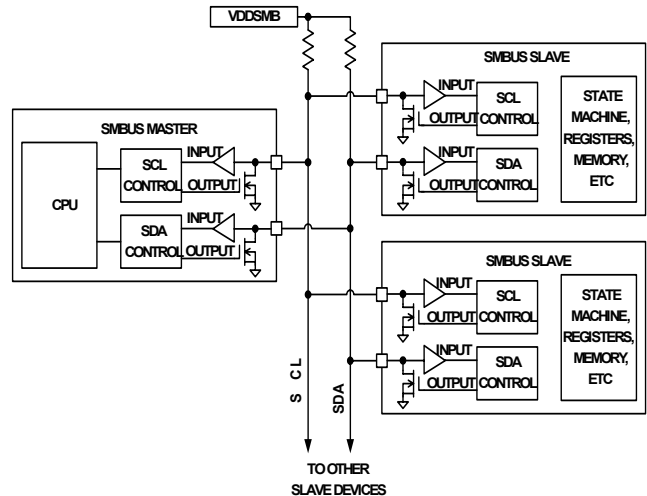 VDDSMB
SMBUS MASTER
CPU
SCL
CONTROL
INPUT
OUTPUT
SDA
CONTROL
INPUT
OUTPUT
SMBUS SLAVE
INPUT
OUTPUT
SCL
CONTROL
INPUT
OUTPUT
SDA
CONTROL
STATE
MACHINE,
REGISTERS,
MEMORY,
ETC
SMBUS SLAVE
INPUT
OUTPUT
SCL
CONTROL
INPUT
OUTPUT
SDA
CONTROL
STATE
MACHINE,
REGISTERS,
MEMORY,
ETC
S CL
SDA
TO OTHER
SLAVE DEVICES